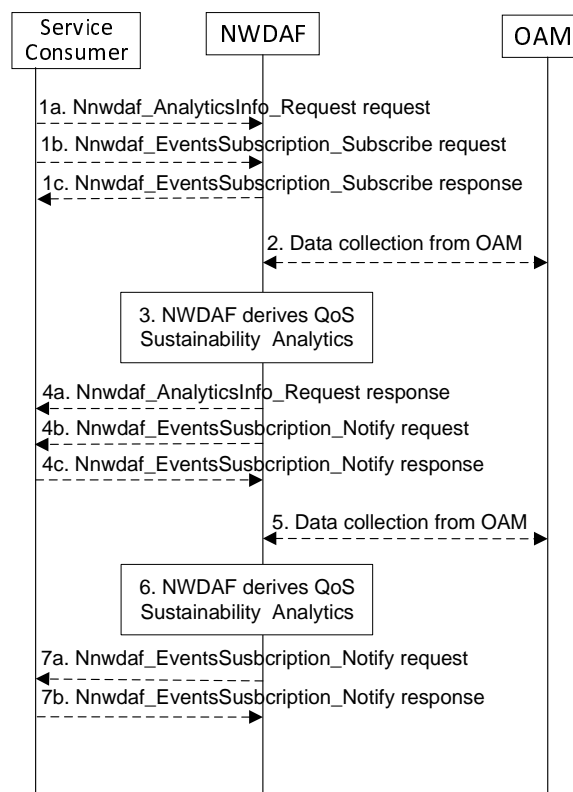 Service
Consumer
NWDAF
OAM
1a. Nnwdaf_AnalyticsInfo_Request request
1b. Nnwdaf_EventsSubscription_Subscribe request
1c. Nnwdaf_EventsSubscription_Subscribe response
2. Data collection from OAM
3. NWDAF derives QoS
Sustainability Analytics
4a. Nnwdaf_AnalyticsInfo_Request response
4b. Nnwdaf_EventsSusbcription_Notify request
4c. Nnwdaf_EventsSusbcription_Notify response
5. Data collection from OAM
6. NWDAF derives QoS
Sustainability Analytics
7a. Nnwdaf_EventsSusbcription_Notify request
7b. Nnwdaf_EventsSusbcription_Notify response